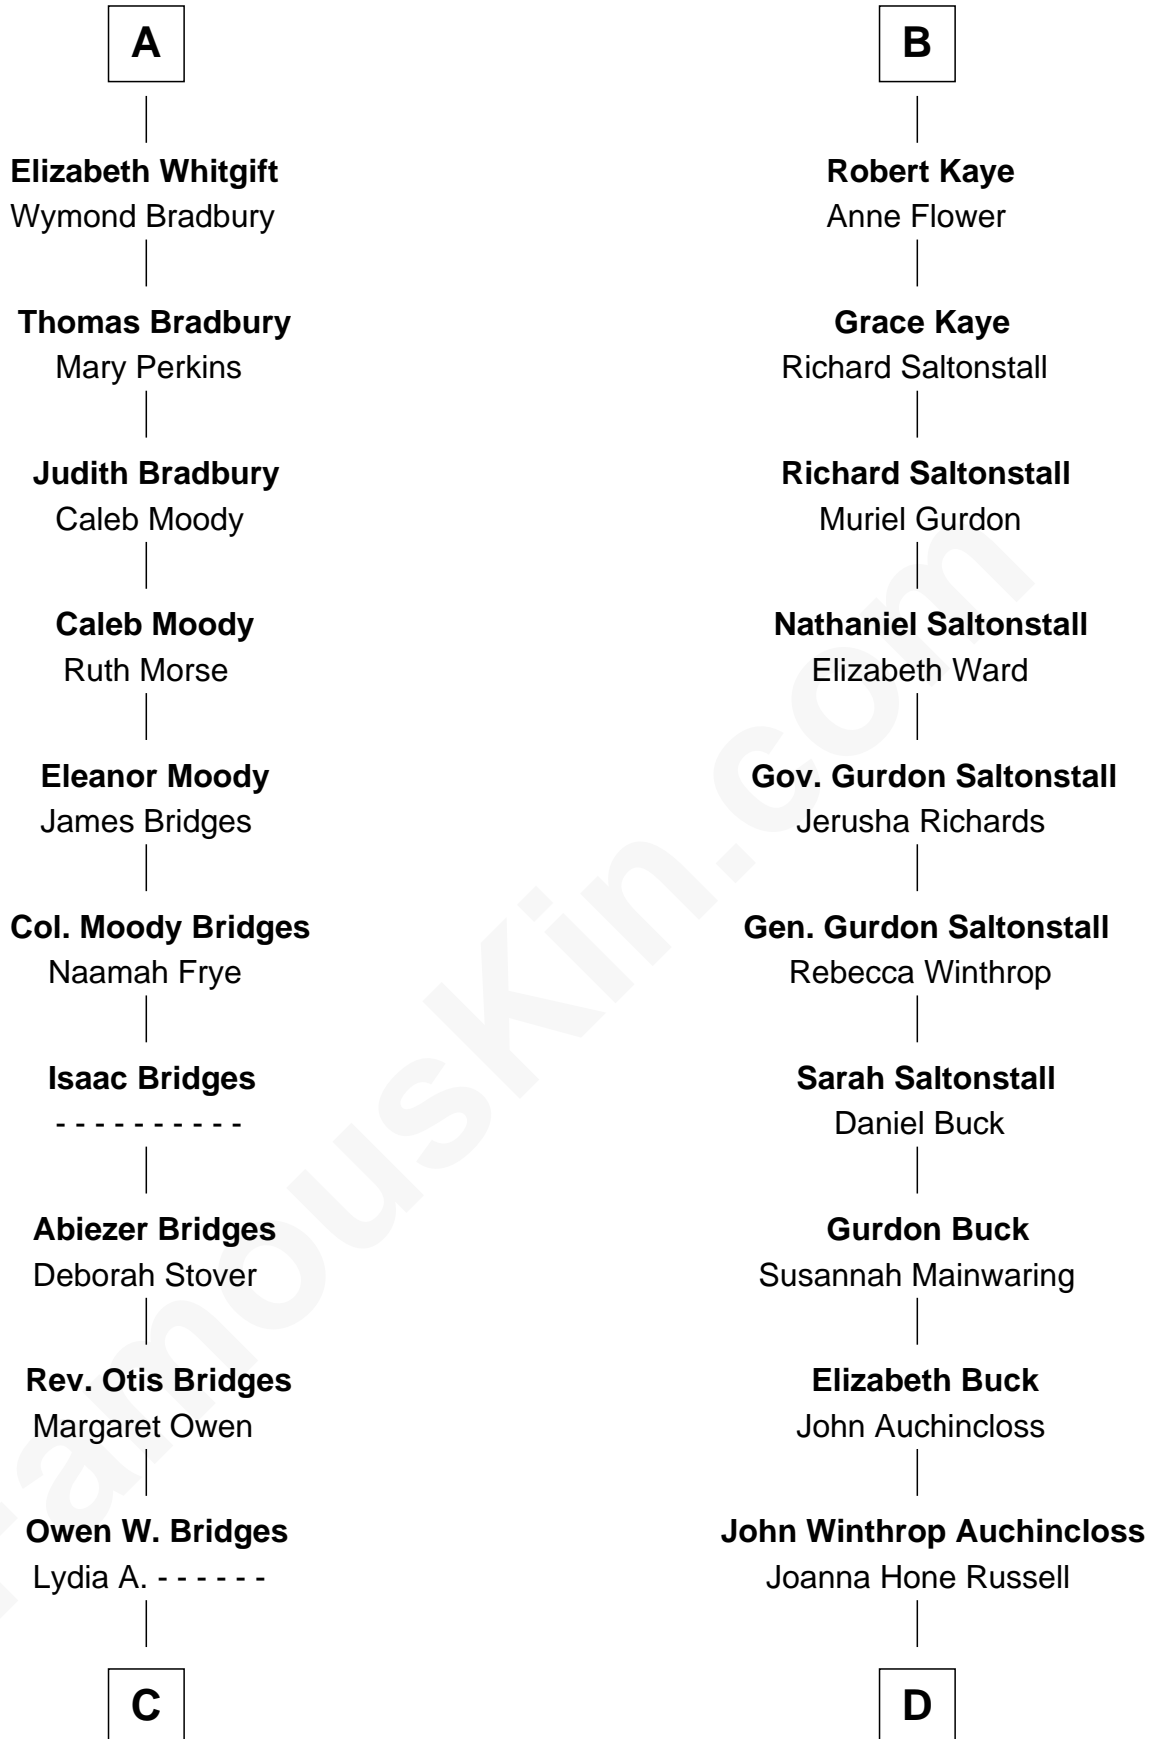 A
Elizabeth Whitgift
Wymond Bradbury
Thomas Bradbury
Mary Perkins
Judith Bradbury
Caleb Moody
Caleb Moody
Ruth Morse
Eleanor Moody
James Bridges
Col. Moody Bridges
Naamah Frye
Isaac Bridges
- - - - - - - - - -
Abiezer Bridges
Deborah Stover
Rev. Otis Bridges
Margaret Owen
Owen W. Bridges
Lydia A. - - - - - -
C
B
Robert Kaye
Anne Flower
Grace Kaye
Richard Saltonstall
Richard Saltonstall
Muriel Gurdon
Nathaniel Saltonstall
Elizabeth Ward
Gov. Gurdon Saltonstall
Jerusha Richards
Gen. Gurdon Saltonstall
Rebecca Winthrop
Sarah Saltonstall
Daniel Buck
Gurdon Buck
Susannah Mainwaring
Elizabeth Buck
John Auchincloss
John Winthrop Auchincloss
Joanna Hone Russell
D
FamousKin.com